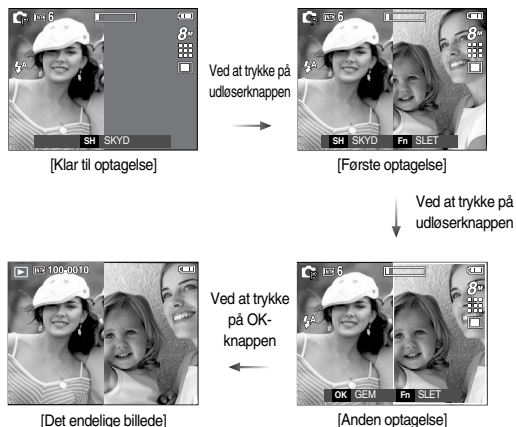 6
8M
SH SKYD
[Klar til optagelse]
Ved at trykke på
udløserknappen
6
8M
SH SKYD Fn SLET
[Første optagelse]
Ved at trykke på
udløserknappen
6
8M
OK GEM Fn SLET
[Anden optagelse]
Ved at trykke
på OK-
knappen
100-0010
[Det endelige billede]